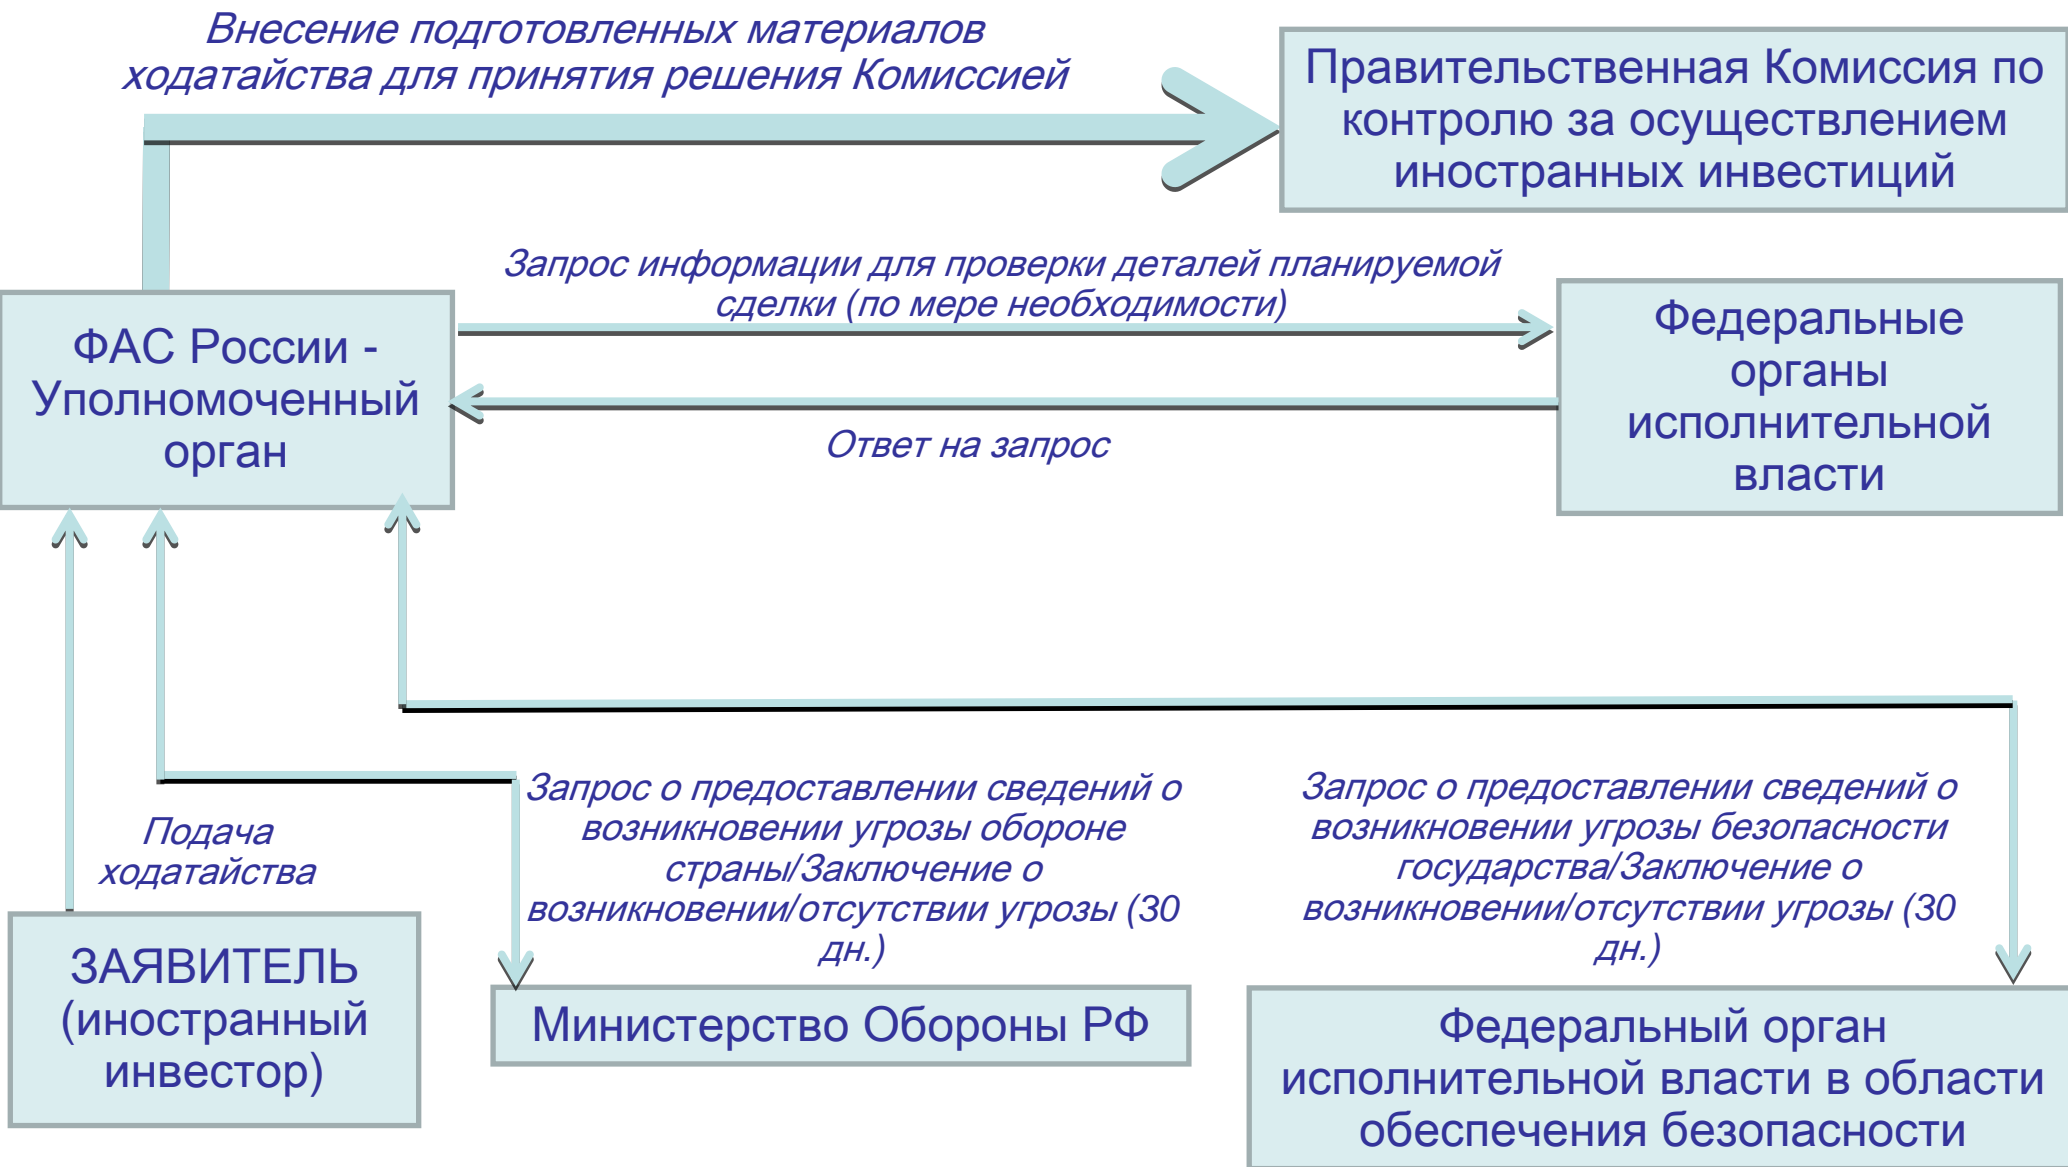 Внесение подготовленных материалов
ходатайства для принятия решения Комиссией
Правительственная Комиссия по
контролю за осуществлением
иностранных инвестиций
Запрос информации для проверки деталей планируемой
сделки (по мере необходимости)
ФАС России -
Уполномоченный
орган
Федеральные
органы
исполнительной
власти
Ответ на запрос
Подача
ходатайства
Запрос о предоставлении сведений о
возникновении угрозы обороне
страны/Заключение о
возникновении/отсутствии угрозы (30
дн.)
Запрос о предоставлении сведений о
возникновении угрозы безопасности
государства/Заключение о
возникновении/отсутствии угрозы (30
дн.)
ЗАЯВИТЕЛЬ
(иностранный
инвестор)
Министерство Обороны РФ
Федеральный орган
исполнительной власти в области
обеспечения безопасности